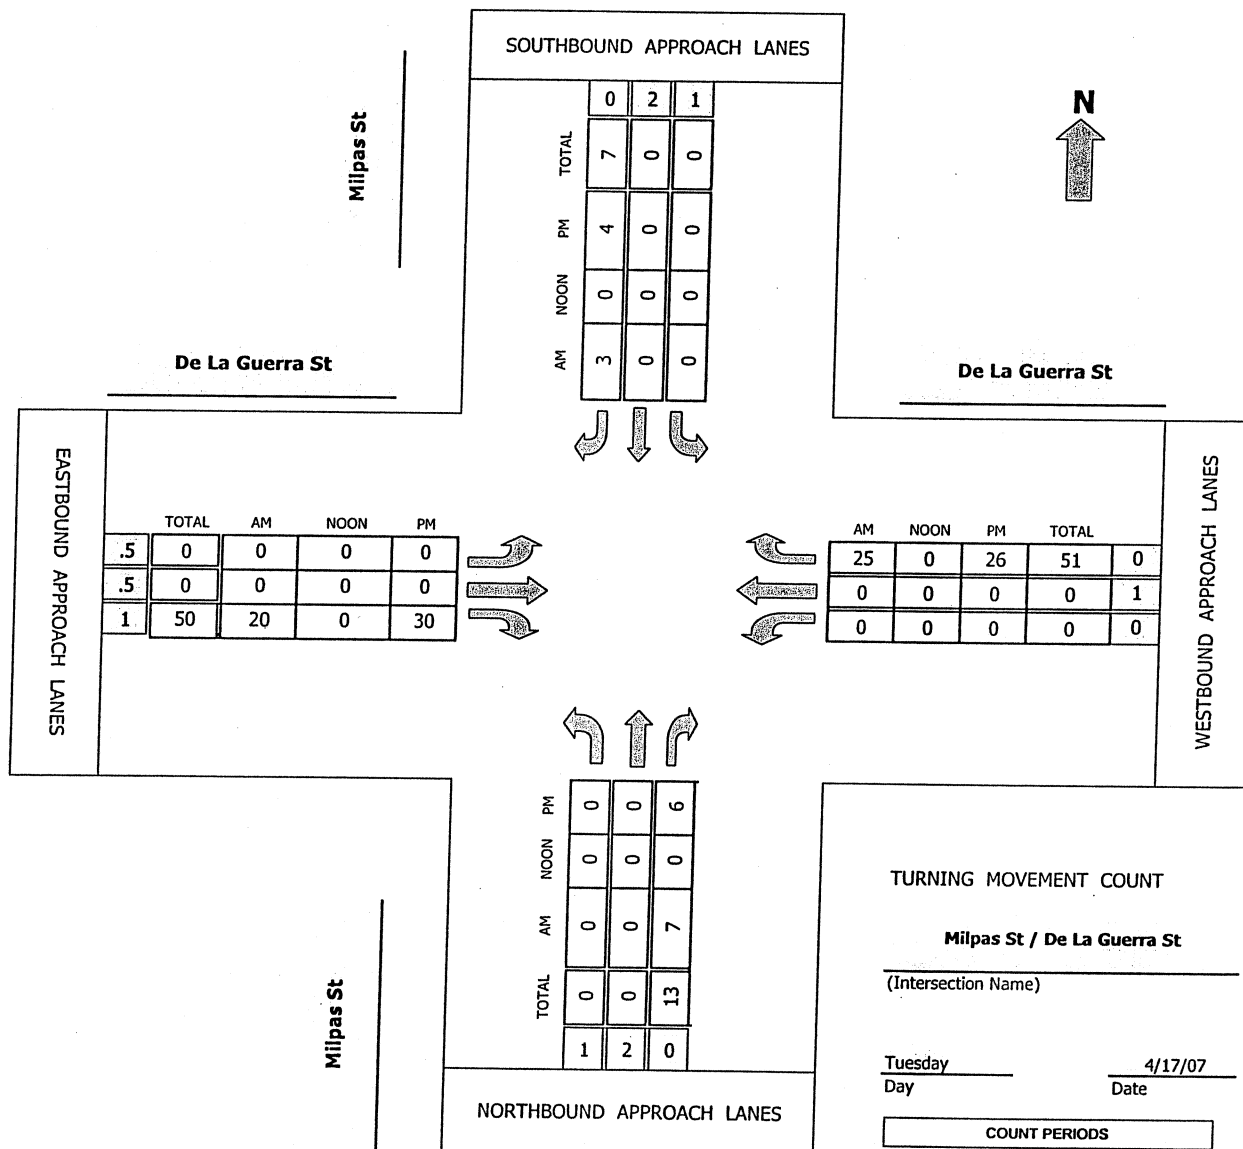 SOUTHBOUND APPROACH LANES
0 2 1
TOTAL 7 0 0
PM 4 0 0
NOON 0 0 0
AM 3 0 0
Milpas St
N
De La Guerra St
De La Guerra St
EASTBOUND APPROACH LANES
TOTAL AM NOON PM
.5 0 0 0 0
.5 0 0 0 0
1 50 20 0 30
AM NOON PM TOTAL
25 0 26 51 0
0 0 0 0 1
0 0 0 0 0
WESTBOUND APPROACH LANES
PM 0 0 6
NOON 0 0 0
AM 0 0 7
TOTAL 0 0 13
1 2 0
NORTHBOUND APPROACH LANES
Milpas St
TURNING MOVEMENT COUNT
Milpas St / De La Guerra St
(Intersection Name)
Tuesday 4/17/07
Day Date
COUNT PERIODS